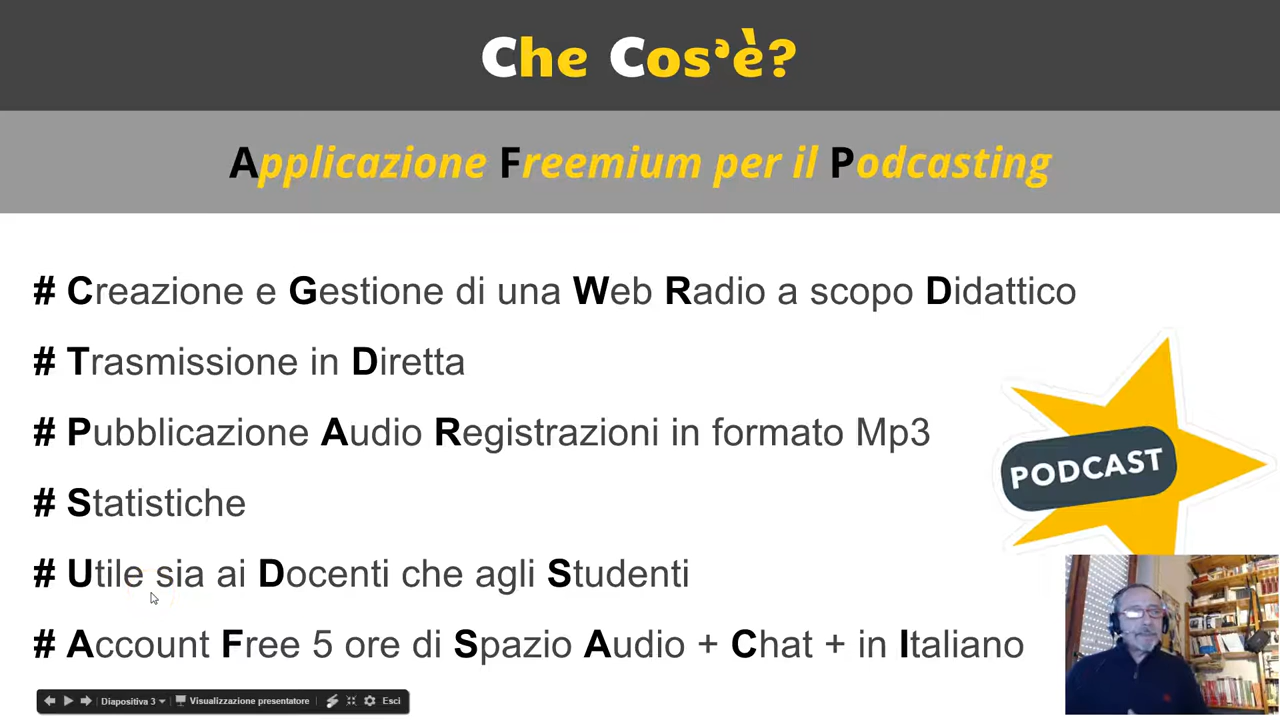 Che Cos'è?
Applicazione Freemium per il Podcasting
# Creazione e Gestione di una Web Radio a scopo Didattico
# Trasmissione in Diretta
# Pubblicazione Audio Registrazioni in formato Mp3
# Statistiche
PODCAST
# Utile sia ai Docenti che agli Studenti
# Account Free 5 ore di Spazio Audio + Chat + in Italiano
Diapositiva 3 Visualizzazione presentatore Esci